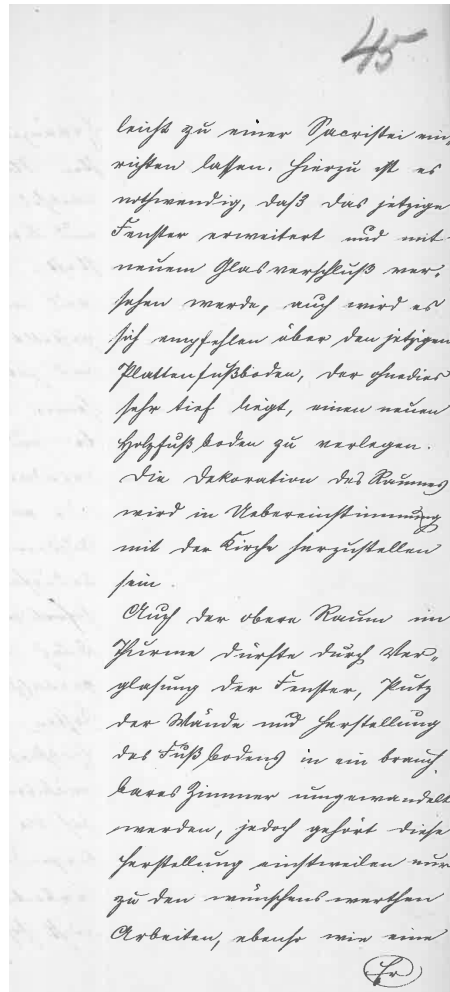 45
leicht zu einer Sacristei ein,
richten lassen. Hierzu ist es
nothwendig, daß das jetzige
Fenster erweitert und mit
neuem Glasverschluß ver,
sehen werde, auch wird es
sich empfehlen über den jetzigen
Plattenfußboden, der ohnedies
sehr tief liegt, einen neuen
Holzfußboden zu verlegen.
Die Dekoration des Raumes
wird in Uebereinstimmung
mit der Kirche herzustellen
sein.
Auch der obere Raum im
Thurme dürfte durch Ver-
glasung der Fenster, Putz
der Wände und Herstellung
des Fußbodens in ein brauch,
bares Zimmer umgewandelt
werden, jedoch gehört diese
Herstellung einstweilen nur
zu den wünschenswerthen
Arbeiten, ebenso wie eine
Er